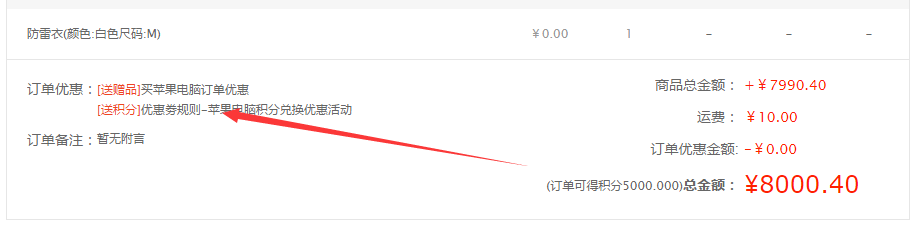 防雷衣(颜色:白色尺码:M) ¥0.00 1 - - -
订单优惠：[送赠品]买苹果电脑订单优惠
[送积分]优惠劵规则-苹果电脑积分兑换优惠活动
订单备注：暂无附言
商品总金额： +¥7990.40
运费： ¥10.00
订单优惠金额: -¥0.00
(订单可得积分5000.000)总金额： ¥8000.40